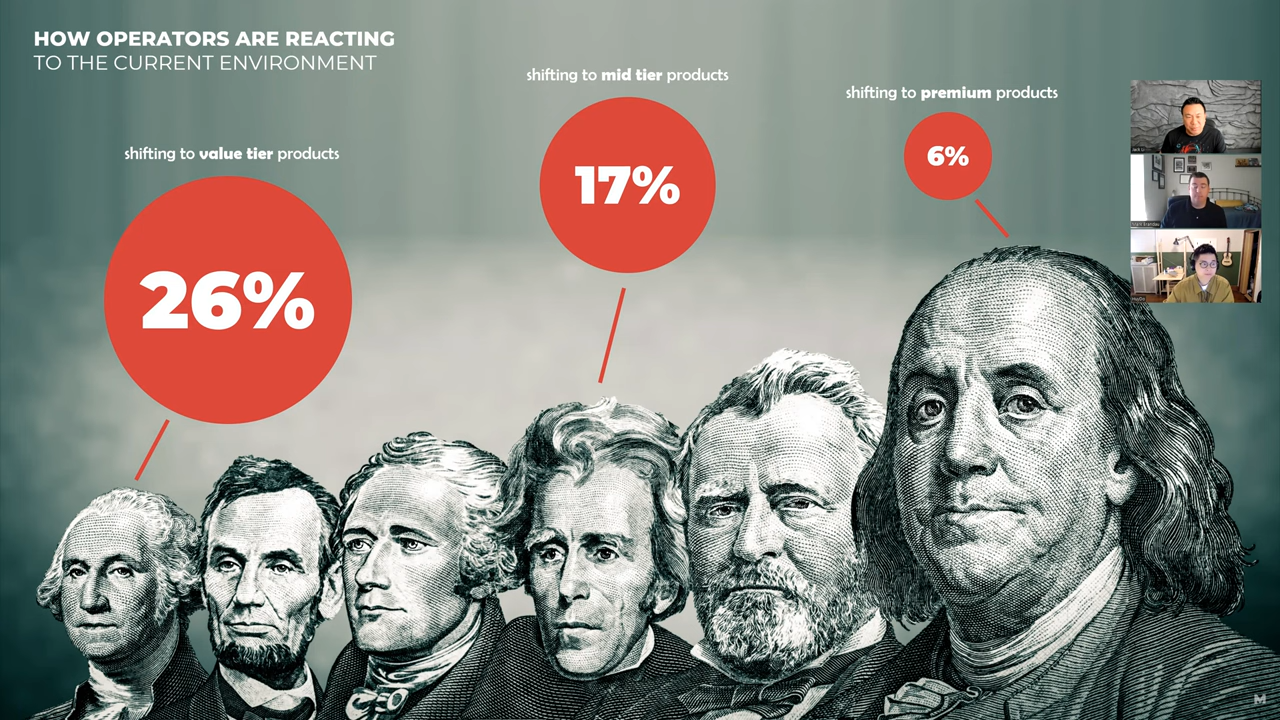 HOW OPERATORS ARE REACTING
TO THE CURRENT ENVIRONMENT
shifting to value tier products
26%
shifting to mid tier products
17%
shifting to premium products
6%
M